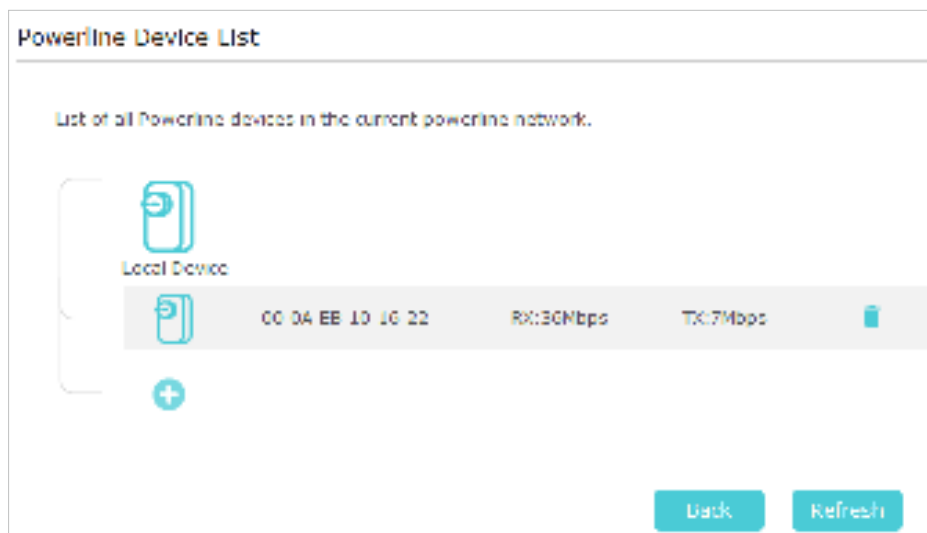 Powerline Device List
List of all Powerline devices in the current powerline network.
Local Device
00-0A-EB-10-16-22 RX:36Mbps TX:7Mbps
Back Refresh